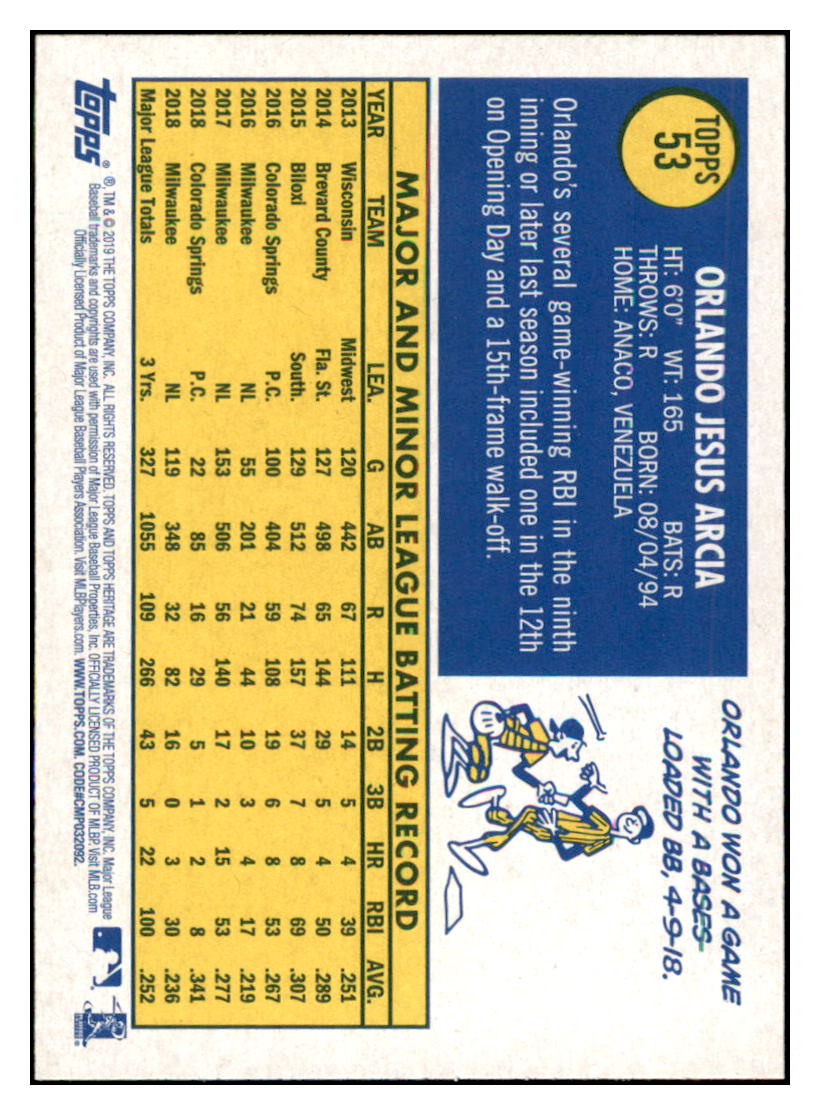 TOPPS
53
ORLANDO JESUS ARCIA
HT: 6'0" WT: 165 BATS: R
THROWS: R BORN: 08/04/94
HOME: ANACO, VENEZUELA
Orlando's several game-winning RBI in the ninth
inning or later last season included one in the 12th
on Opening Day and a 15th-frame walk-off.
ORLANDO WON A GAME
WITH A BASES-
LOADED BB, 4-9-18.
MAJOR AND MINOR LEAGUE BATTING RECORD
YEAR TEAM LEA. G AB R H 2B 3B HR RBI AVG.
2013 Wisconsin Midwest 120 442 67 111 14 5 4 39 .251
2014 Brevard County Fla. St. 127 498 65 144 29 5 4 50 .289
2015 Biloxi South. 129 512 74 157 37 7 8 69 .307
2016 Colorado Springs P.C. 100 404 59 108 19 6 8 53 .267
2016 Milwaukee NL 55 201 21 44 10 3 4 17 .219
2017 Milwaukee NL 153 506 56 140 17 2 15 53 .277
2018 Colorado Springs P.C. 22 85 16 29 5 1 2 8 .341
2018 Milwaukee NL 119 348 32 82 16 0 3 30 .236
Major League Totals 3 Yrs. 327 1055 109 266 43 5 22 100 .252
topps®
®, TM & © 2019 THE TOPPS COMPANY, INC. ALL RIGHTS RESERVED. TOPPS AND TOPPS HERITAGE ARE TRADEMARKS OF THE TOPPS COMPANY, INC. Major League
Baseball trademarks and copyrights are used with permission of Major League Baseball Properties, Inc. OFFICIALLY LICENSED PRODUCT OF MLBP. Visit MLB.com
Officially Licensed Product of Major League Baseball Players Association. Visit MLBPlayers.com. WWW.TOPPS.COM. CODE#CMP032092.